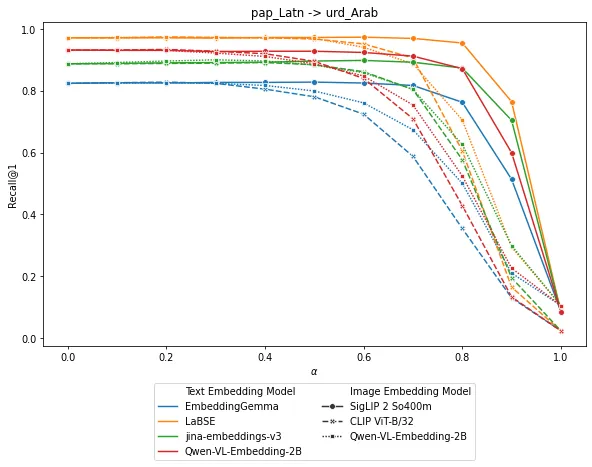 pap_Latn -> urd_Arab
Recall@1
1.0
0.8
0.6
0.4
0.2
0.0
0.0 0.2 0.4 0.6 0.8 1.0
α
Text Embedding Model
EmbeddingGemma
LaBSE
jina-embeddings-v3
Qwen-VL-Embedding-2B
Image Embedding Model
SigLIP 2 So400m
CLIP ViT-B/32
Qwen-VL-Embedding-2B